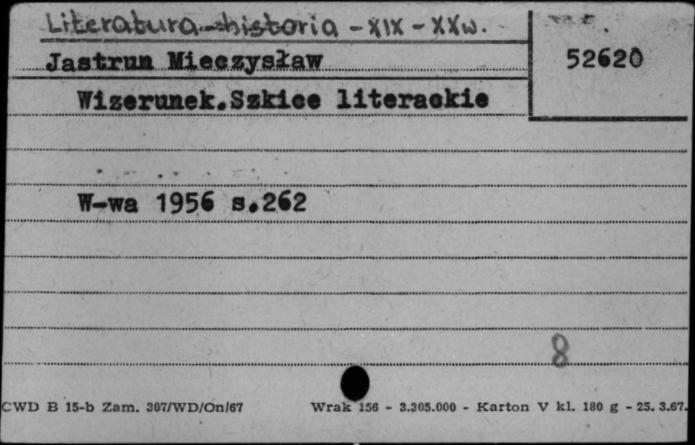 Literatura-historia - XIX - XXw.
Jastrun Mieczysław
52620
Wizerunek.Szkice literackie
W-wa 1956 s.262
8
CWD B 15-b Zam. 307/WD/On/67 Wrak 156 - 3.305.000 - Karton V kl. 180 g - 25. 3.67.